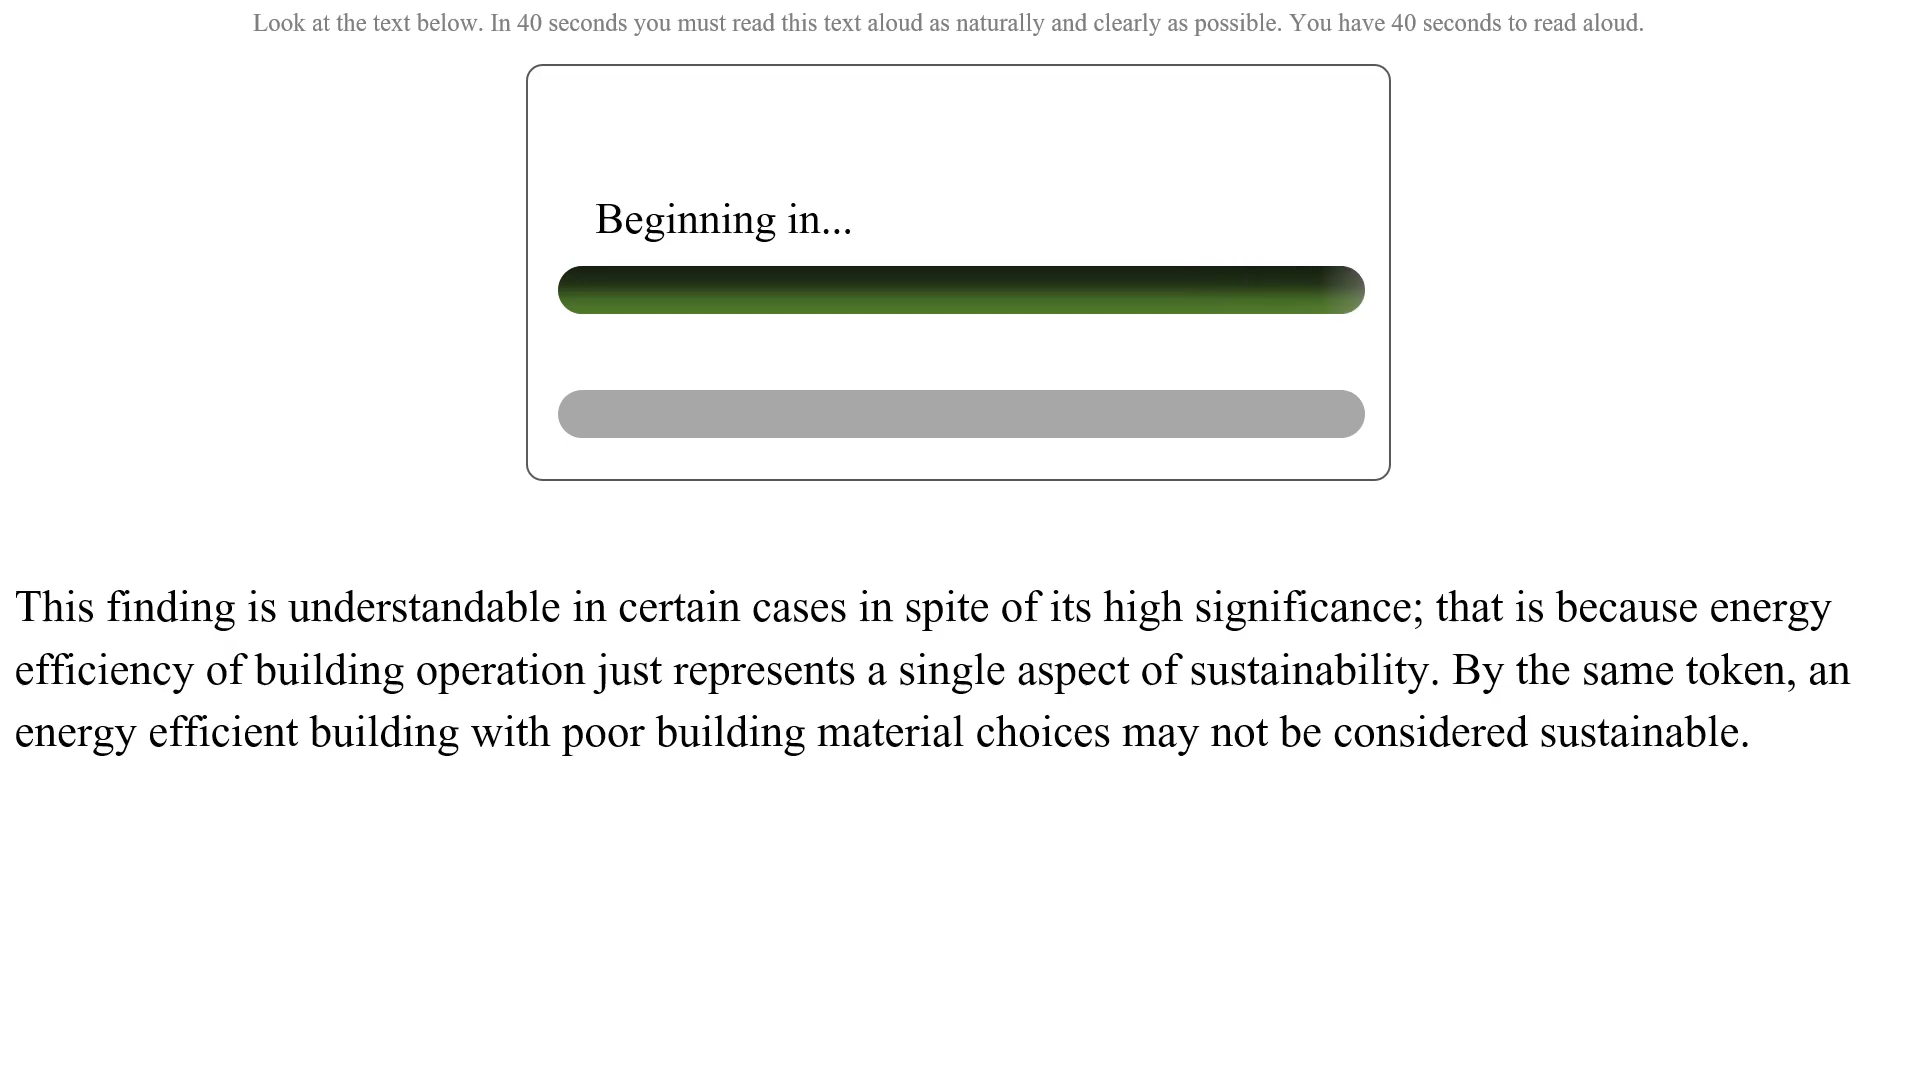 Look at the text below. In 40 seconds you must read this text aloud as naturally and clearly as possible. You have 40 seconds to read aloud.
Beginning in...
This finding is understandable in certain cases in spite of its high significance; that is because energy
efficiency of building operation just represents a single aspect of sustainability. By the same token, an
energy efficient building with poor building material choices may not be considered sustainable.